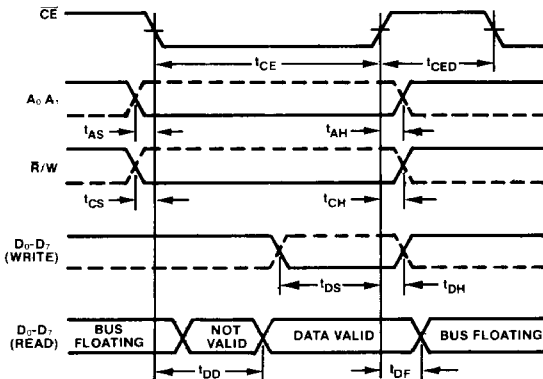 CE
tCE
tCED
A0 A1
tAS
tAH
R/W
tCS
tCH
D0-D7
(WRITE)
tDS
tDH
D0-D7
(READ)
BUS
FLOATING
NOT
VALID
DATA VALID
BUS FLOATING
tDD
tDF